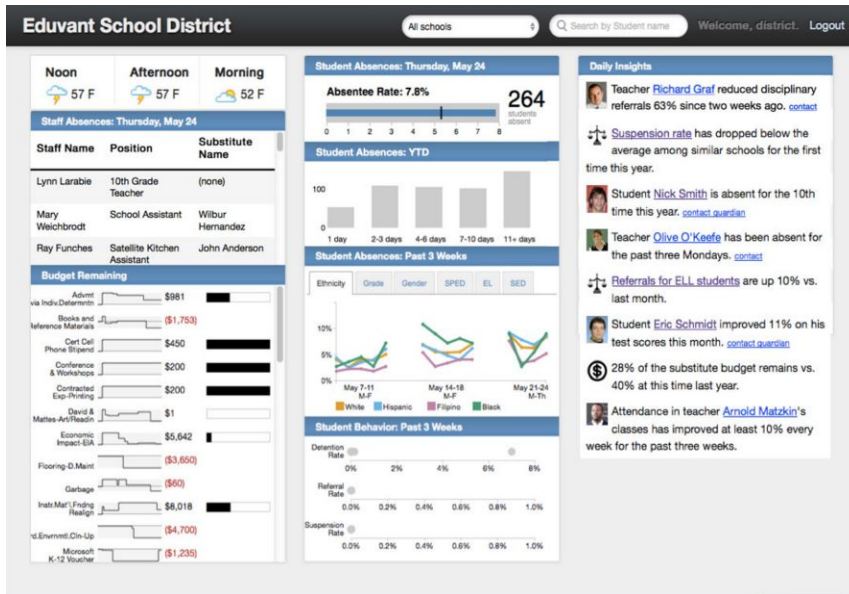 Eduvant School District
All schools
Search by Student name
Welcome, district.
Logout
Noon
Afternoon
Morning
57 F
57 F
52 F
Staff Absences: Thursday, May 24
Staff Name Position Substitute
Name
Lynn Larabie 10th Grade (none)
Teacher
Mary School Assistant Wilbur
Weichbrodt Hernandez
Ray Funches Satellite Kitchen John Anderson
Assistant
Budget Remaining
Advmt $981
via Indiv.Determntn
Books and ($1,753)
Reference Materials
Cert Cell $450
Phone Stipend
Conference $200
& Workshops
Contracted $200
Exp-Printing
David & $1
Mattes-Art/Readin
Economic $5,642
Impact-EIA
Flooring-D.Maint ($3,650)
Garbage ($60)
Instr.Mat'l,Fndng $8,018
Realign
rd.Envrnmtl.Cln-Up ($4,700)
Microsoft ($1,235)
K-12 Voucher
Student Absences: Thursday, May 24
Absentee Rate: 7.8%
264
students
absent
0 1 2 3 4 5 6 7 8
Student Absences: YTD
100
0
1 day 2-3 days 4-6 days 7-10 days 11+ days
Student Absences: Past 3 Weeks
Ethnicity Grade Gender SPED EL SED
10%
5%
0%
May 7-11 May 14-18 May 21-24
M-F M-F M-Th
White Hispanic Filipino Black
Student Behavior: Past 3 Weeks
Detention
Rate
0% 2% 4% 6% 8%
Referral
Rate
0.0% 0.2% 0.4% 0.6% 0.8% 1.0%
Suspension
Rate
0.0% 0.2% 0.4% 0.6% 0.8% 1.0%
Daily Insights
Teacher Richard Graf reduced disciplinary
referrals 63% since two weeks ago. contact
Suspension rate has dropped below the
average among similar schools for the first
time this year.
Student Nick Smith is absent for the 10th
time this year. contact guardian
Teacher Olive O'Keefe has been absent for
the past three Mondays. contact
Referrals for ELL students are up 10% vs.
last month.
Student Eric Schmidt improved 11% on his
test scores this month. contact guardian
28% of the substitute budget remains vs.
40% at this time last year.
Attendance in teacher Arnold Matzkin's
classes has improved at least 10% every
week for the past three weeks.